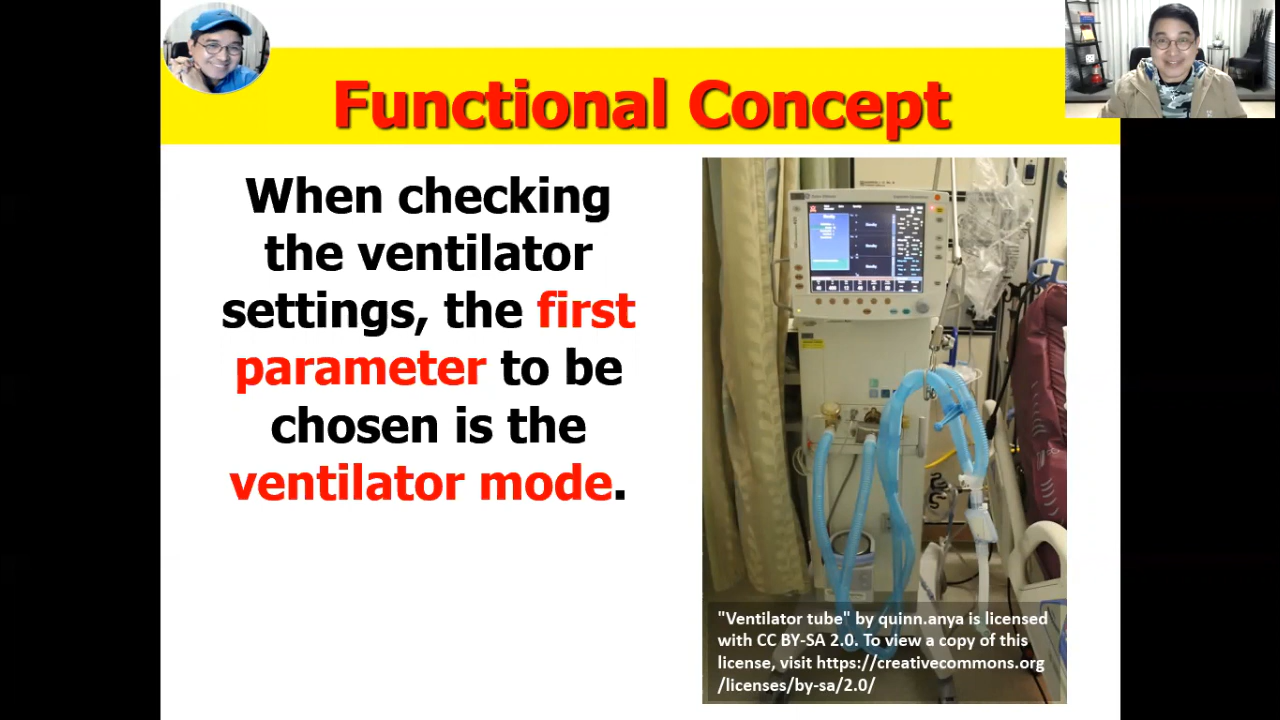 Functional Concept
When checking
the ventilator
settings, the first
parameter to be
chosen is the
ventilator mode.
"Ventilator tube" by quinn.anya is licensed
with CC BY-SA 2.0. To view a copy of this
license, visit https://creativecommons.org
/licenses/by-sa/2.0/